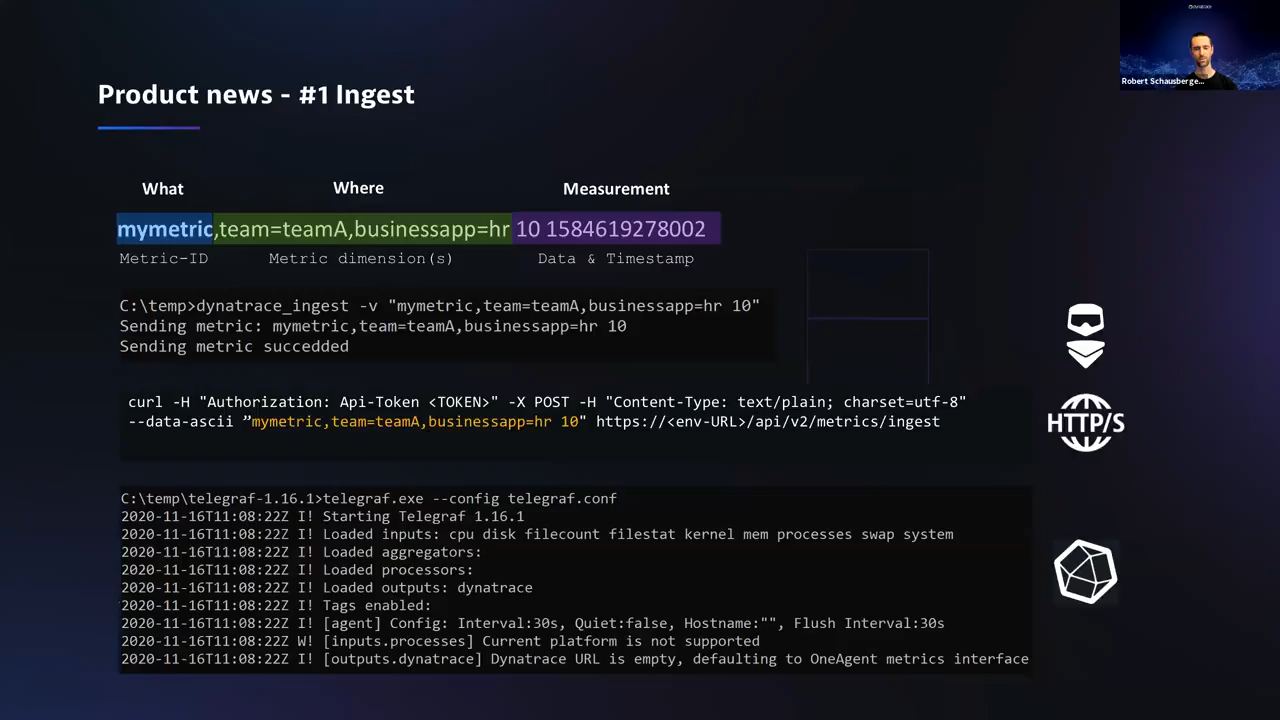 dynatrace
Robert Schausberge...
Product news - #1 Ingest
What Where Measurement
mymetric,team=teamA,businessapp=hr 10 1584619278002
Metric-ID Metric dimension(s) Data & Timestamp
C:\temp>dynatrace_ingest -v "mymetric,team=teamA,businessapp=hr 10"
Sending metric: mymetric,team=teamA,businessapp=hr 10
Sending metric succedded
curl -H "Authorization: Api-Token <TOKEN>" -X POST -H "Content-Type: text/plain; charset=utf-8"
--data-ascii ”mymetric,team=teamA,businessapp=hr 10" https://<env-URL>/api/v2/metrics/ingest
HTTP/S
C:\temp\telegraf-1.16.1>telegraf.exe --config telegraf.conf
2020-11-16T11:08:22Z I! Starting Telegraf 1.16.1
2020-11-16T11:08:22Z I! Loaded inputs: cpu disk filecount filestat kernel mem processes swap system
2020-11-16T11:08:22Z I! Loaded aggregators:
2020-11-16T11:08:22Z I! Loaded processors:
2020-11-16T11:08:22Z I! Loaded outputs: dynatrace
2020-11-16T11:08:22Z I! Tags enabled:
2020-11-16T11:08:22Z I! [agent] Config: Interval:30s, Quiet:false, Hostname:"", Flush Interval:30s
2020-11-16T11:08:22Z W! [inputs.processes] Current platform is not supported
2020-11-16T11:08:22Z I! [outputs.dynatrace] Dynatrace URL is empty, defaulting to OneAgent metrics interface